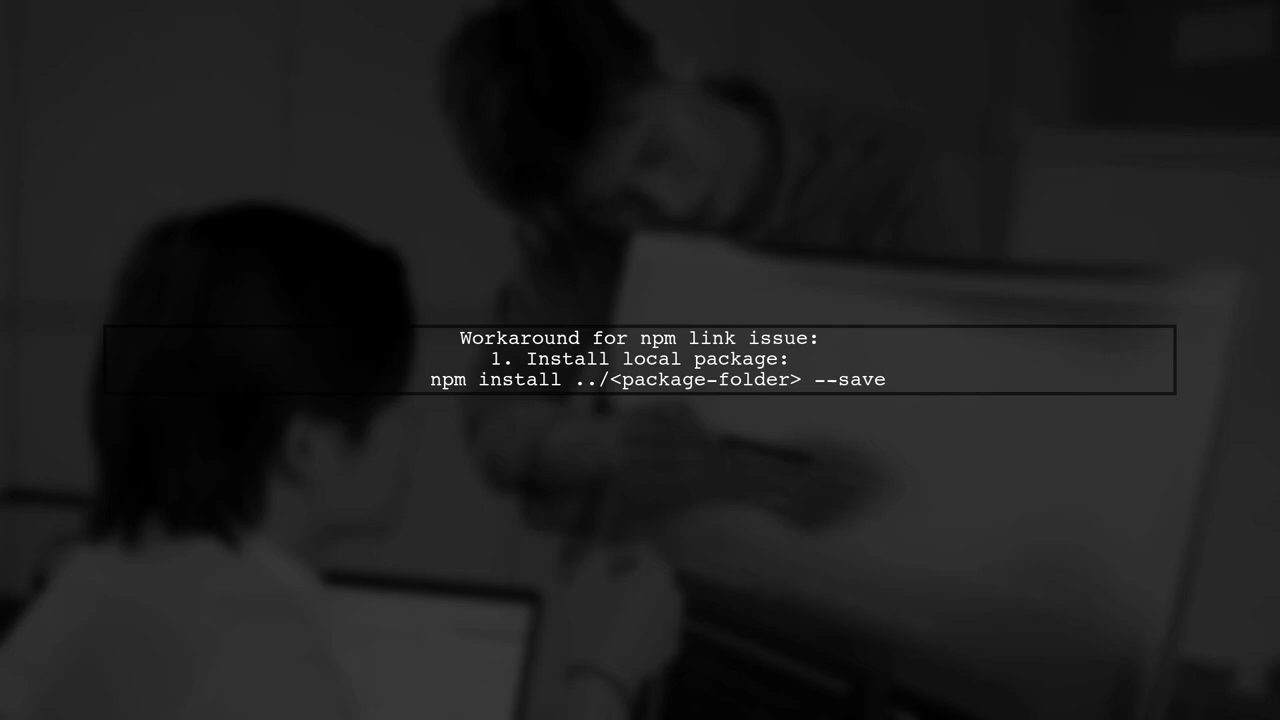 Workaround for npm link issue:
1. Install local package:
npm install ../<package-folder> --save